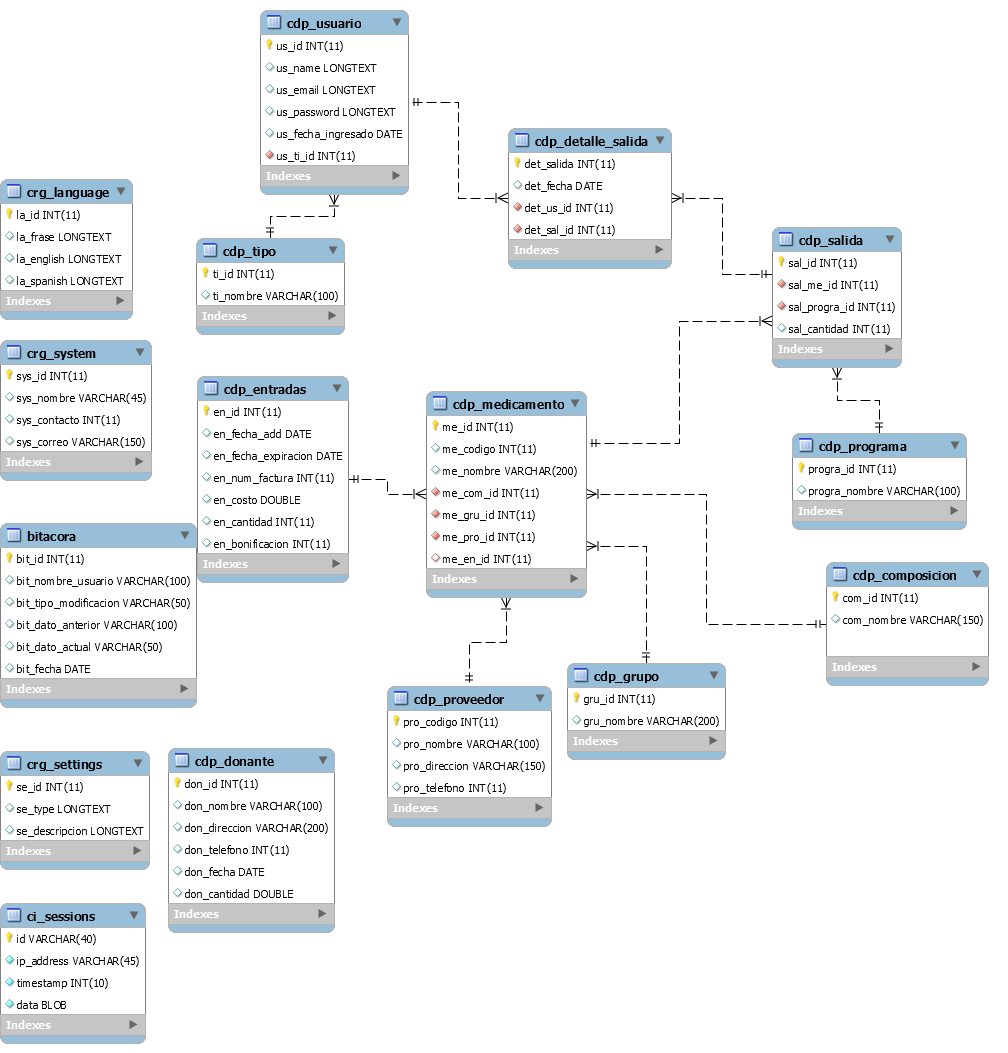 cdp_usuario
us_id INT(11)
us_name LONGTEXT
us_email LONGTEXT
us_password LONGTEXT
us_fecha_ingresado DATE
us_ti_id INT(11)
Indexes
cdp_detalle_salida
det_salida INT(11)
det_fecha DATE
det_us_id INT(11)
det_sal_id INT(11)
Indexes
crg_language
la_id INT(11)
la_frase LONGTEXT
la_english LONGTEXT
la_spanish LONGTEXT
Indexes
cdp_tipo
ti_id INT(11)
ti_nombre VARCHAR(100)
Indexes
cdp_salida
sal_id INT(11)
sal_me_id INT(11)
sal_progra_id INT(11)
sal_cantidad INT(11)
Indexes
crg_system
sys_id INT(11)
sys_nombre VARCHAR(45)
sys_contacto INT(11)
sys_correo VARCHAR(150)
Indexes
cdp_entradas
en_id INT(11)
en_fecha_add DATE
en_fecha_expiracion DATE
en_num_factura INT(11)
en_costo DOUBLE
en_cantidad INT(11)
en_bonificacion INT(11)
Indexes
cdp_medicamento
me_id INT(11)
me_codigo INT(11)
me_nombre VARCHAR(200)
me_com_id INT(11)
me_gru_id INT(11)
me_pro_id INT(11)
me_en_id INT(11)
Indexes
cdp_programa
progra_id INT(11)
progra_nombre VARCHAR(100)
Indexes
bitacora
bit_id INT(11)
bit_nombre_usuario VARCHAR(100)
bit_tipo_modificacion VARCHAR(50)
bit_dato_anterior VARCHAR(100)
bit_dato_actual VARCHAR(50)
bit_fecha DATE
Indexes
cdp_composicion
com_id INT(11)
com_nombre VARCHAR(150)
Indexes
cdp_grupo
gru_id INT(11)
gru_nombre VARCHAR(200)
Indexes
cdp_proveedor
pro_codigo INT(11)
pro_nombre VARCHAR(100)
pro_direccion VARCHAR(150)
pro_telefono INT(11)
Indexes
crg_settings
se_id INT(11)
se_type LONGTEXT
se_descripcion LONGTEXT
Indexes
cdp_donante
don_id INT(11)
don_nombre VARCHAR(100)
don_direccion VARCHAR(200)
don_telefono INT(11)
don_fecha DATE
don_cantidad DOUBLE
Indexes
ci_sessions
id VARCHAR(40)
ip_address VARCHAR(45)
timestamp INT(10)
data BLOB
Indexes